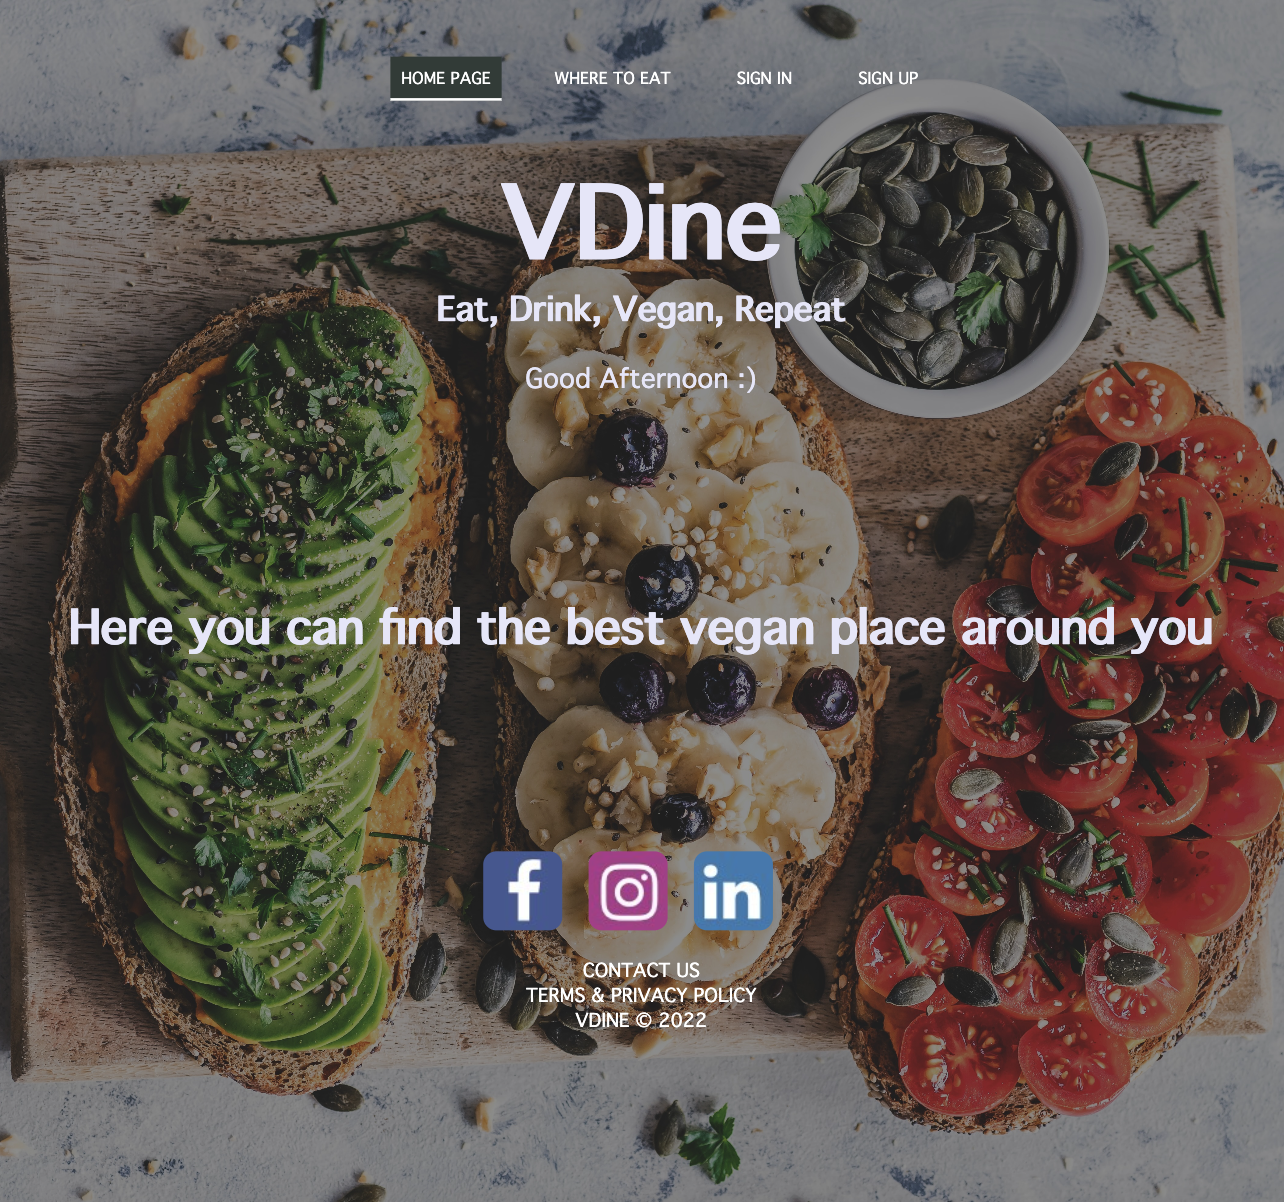 HOME PAGE WHERE TO EAT SIGN IN SIGN UP
VDine
Eat, Drink, Vegan, Repeat
Good Afternoon :)
Here you can find the best vegan place around you
f in
CONTACT US
TERMS & PRIVACY POLICY
VDINE © 2022